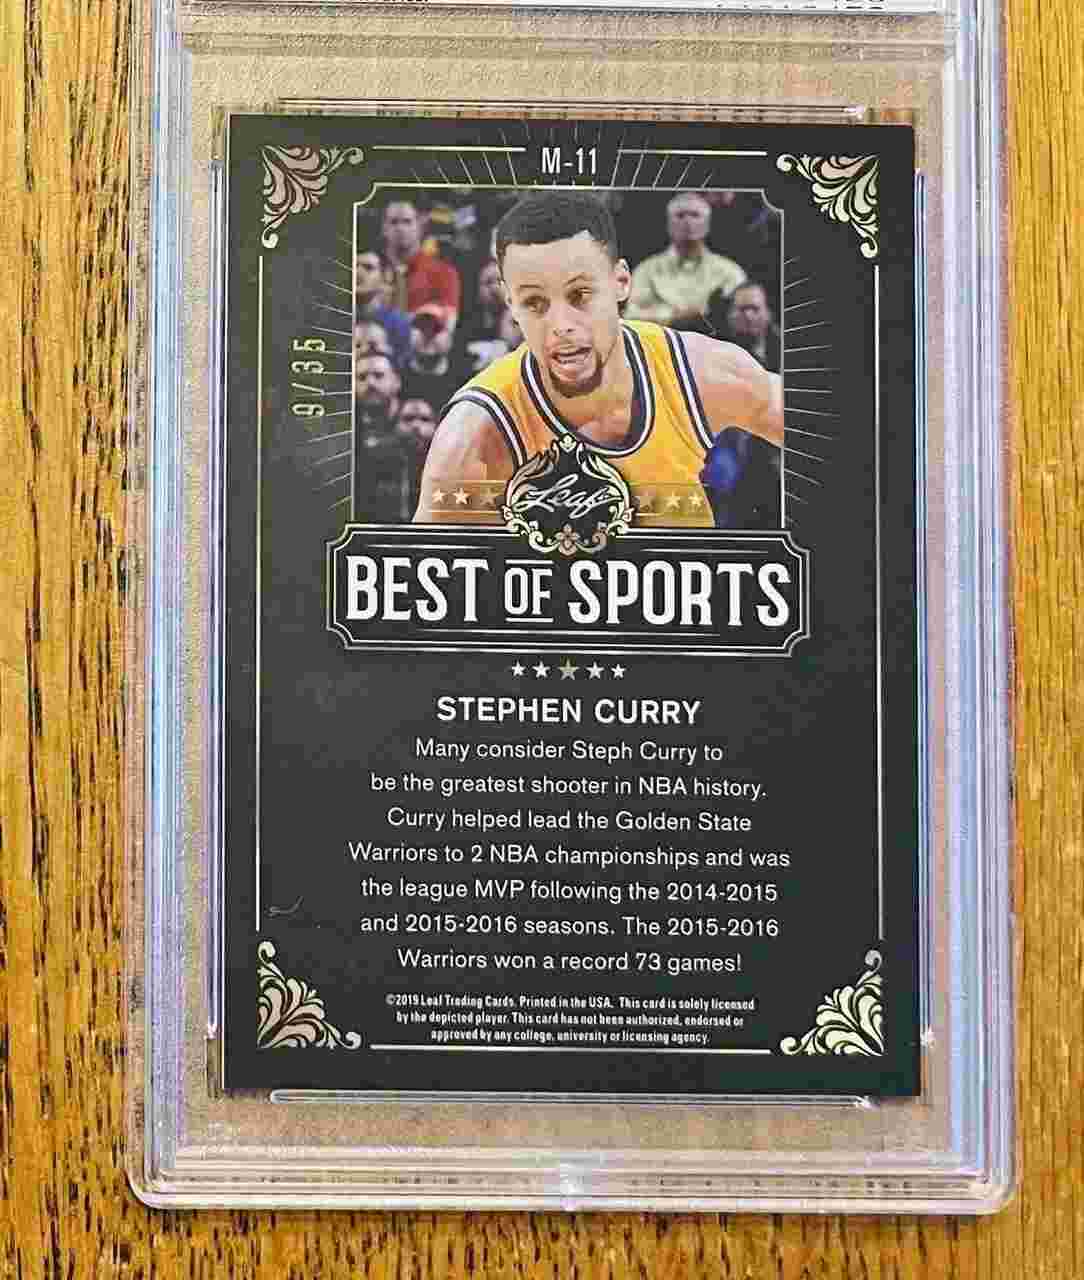 M-11
9/35
Leaf
BEST OF SPORTS
STEPHEN CURRY
Many consider Steph Curry to
be the greatest shooter in NBA history.
Curry helped lead the Golden State
Warriors to 2 NBA championships and was
the league MVP following the 2014-2015
and 2015-2016 seasons. The 2015-2016
Warriors won a record 73 games!
©2019 Leaf Trading Cards. Printed in the USA. This card is solely licensed
by the depicted player. This card has not been authorized, endorsed or
approved by any college, university or licensing agency.